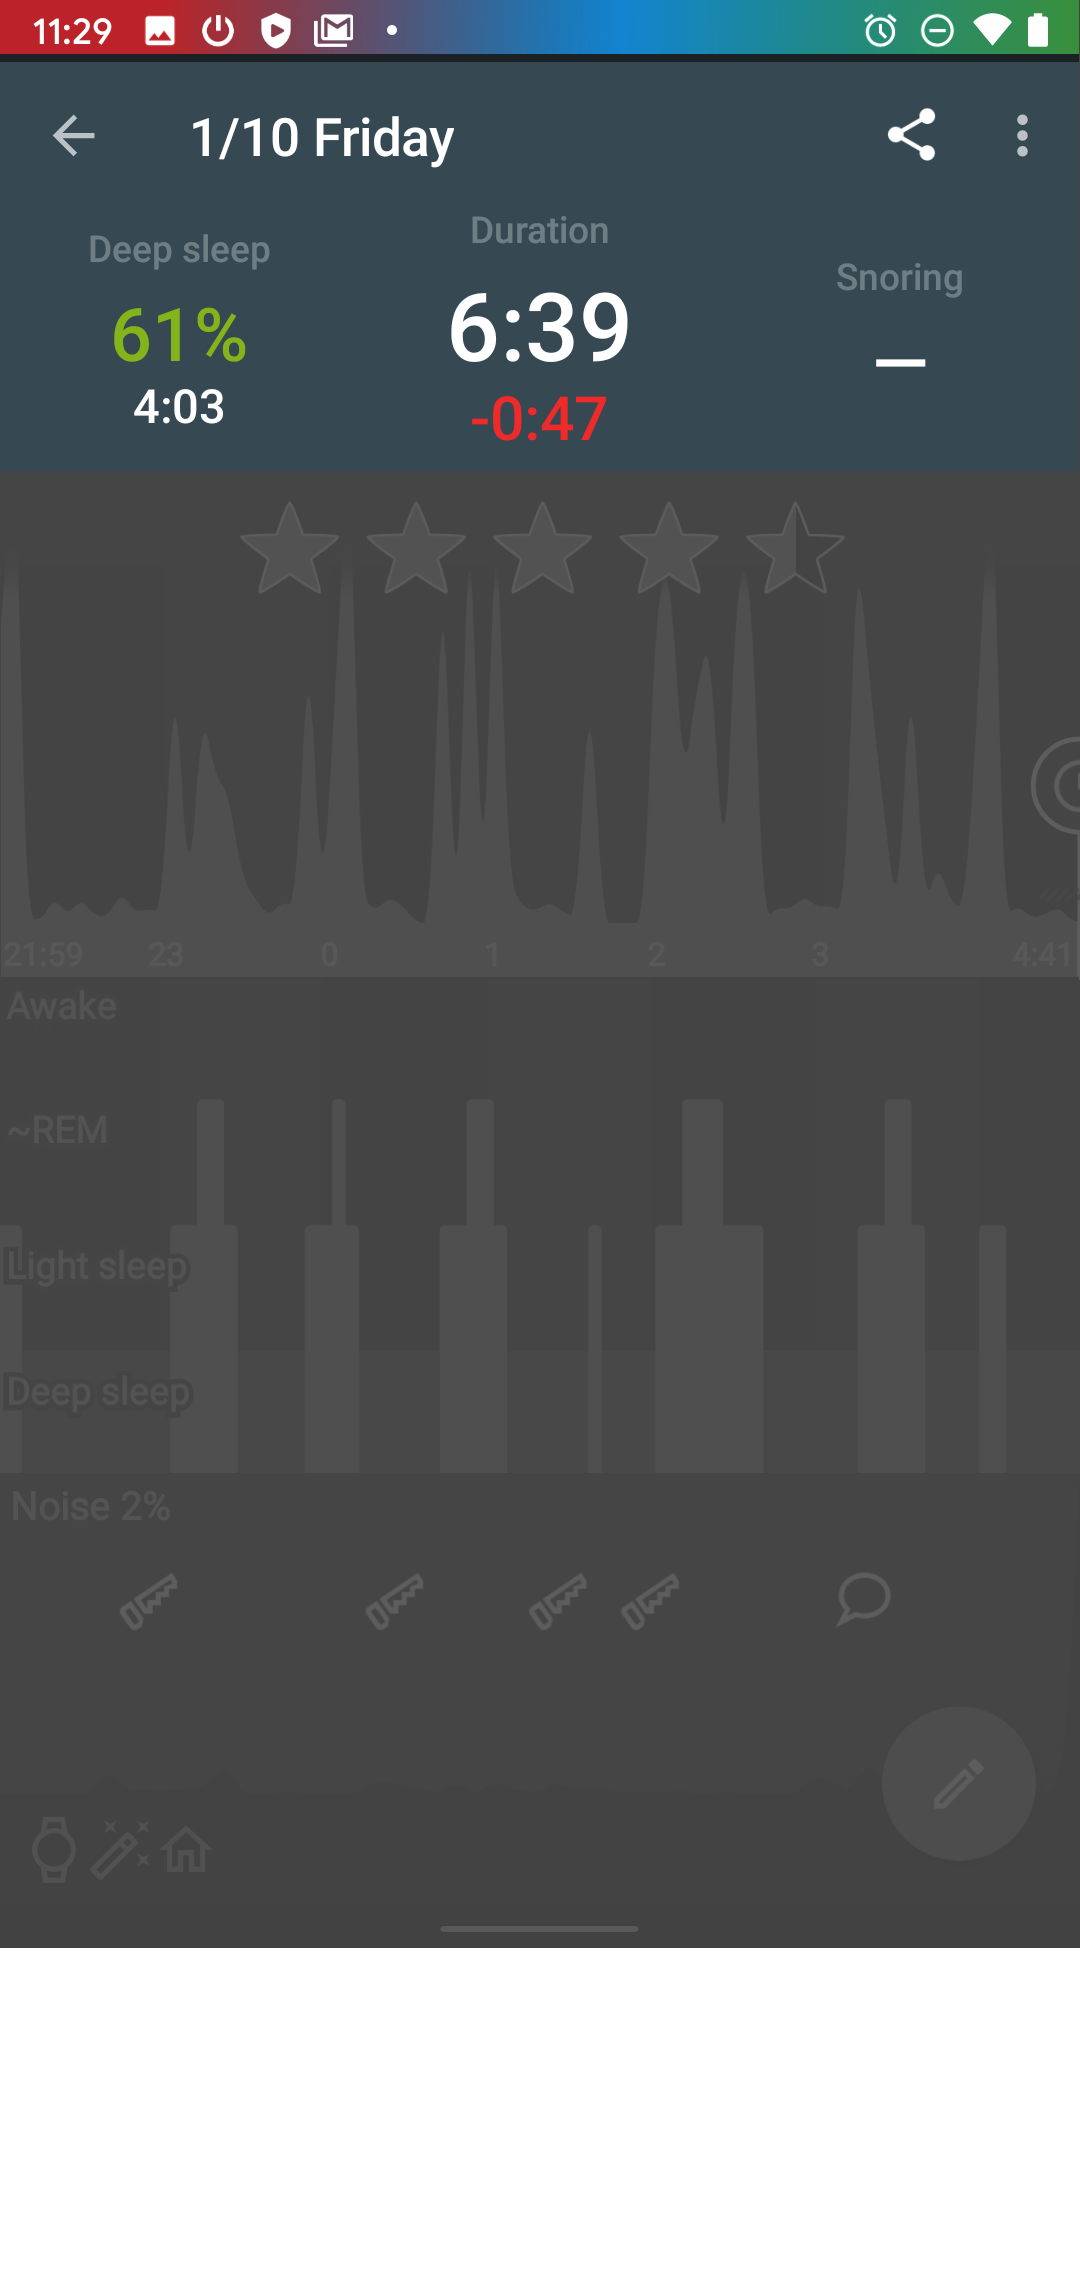 11:29
1/10 Friday
Deep sleep
Duration
Snoring
61%
6:39
4:03
-0:47
21:59 23 0 1 2 3 4:41
Awake
~REM
Light sleep
Deep sleep
Noise 2%